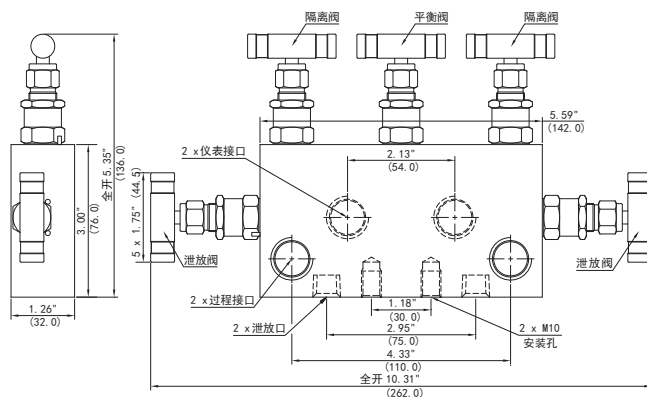 隔离阀
平衡阀
隔离阀
5.59"
(142.0)
2 x仪表接口
2.13"
(54.0)
全开 5.35"
(136.0)
3.00"
(76.0)
5 x 1.75" (44.5)
泄放阀
泄放阀
1.26"
(32.0)
2 x过程接口
2 x泄放口
1.18"
(30.0)
2 x M10
安装孔
2.95"
(75.0)
4.33"
(110.0)
全开 10.31"
(262.0)